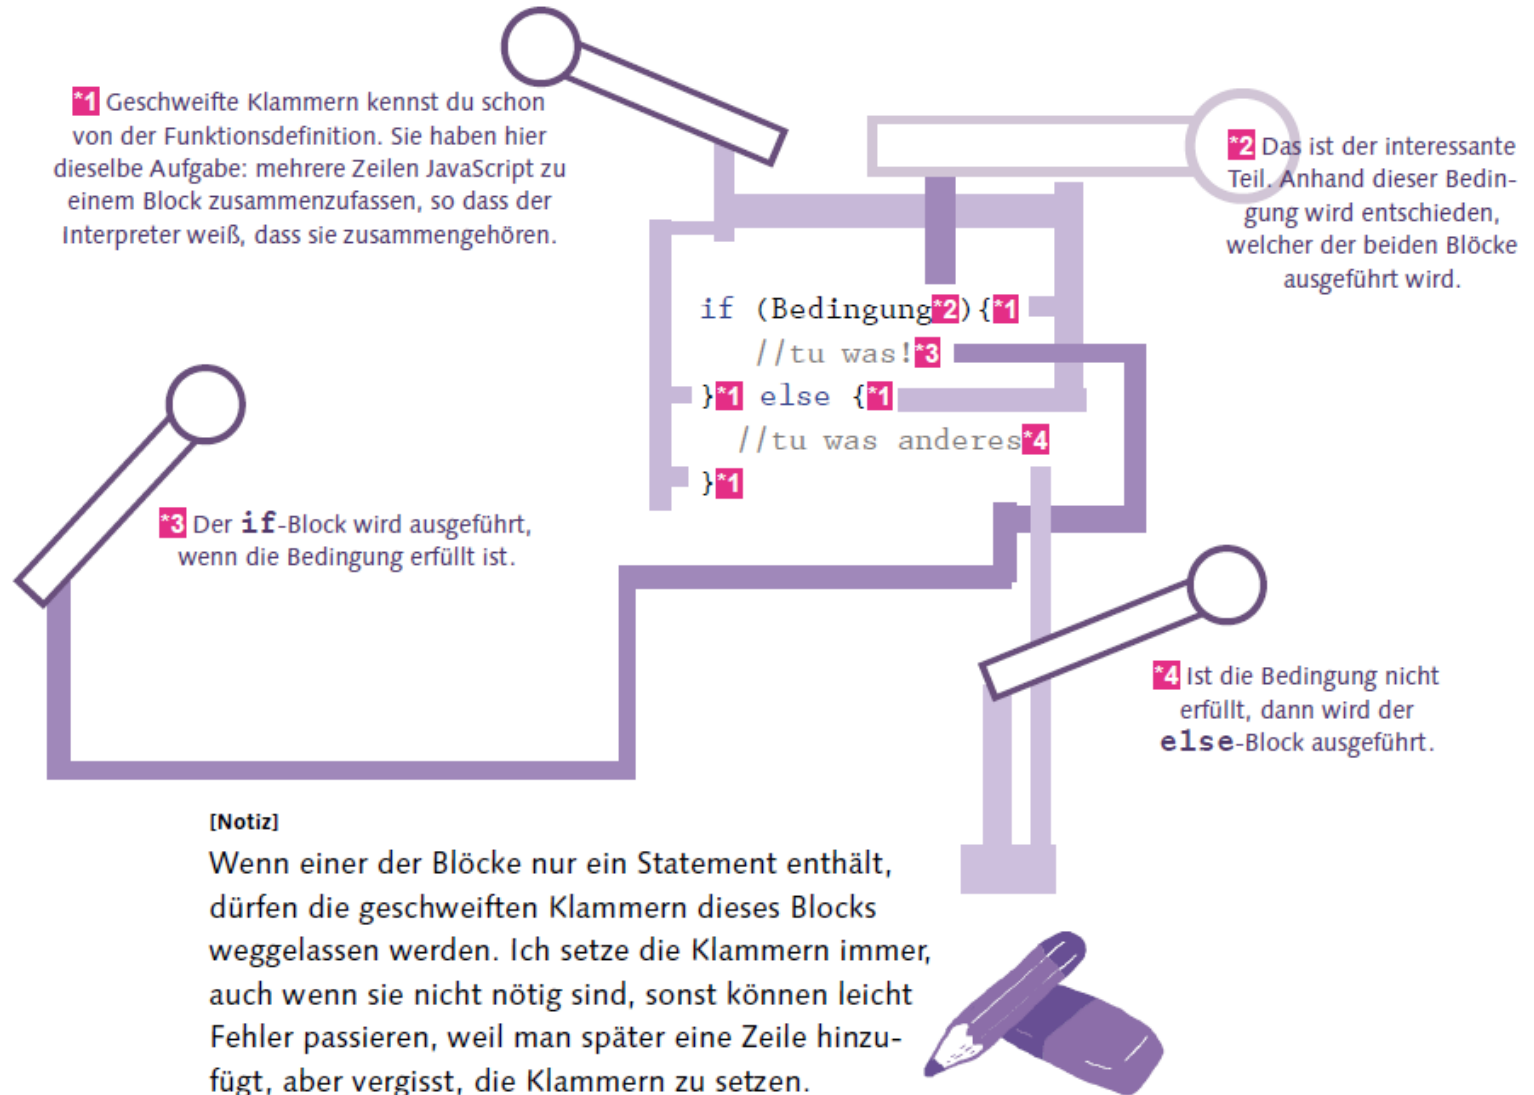 *1 Geschweifte Klammern kennst du schon
von der Funktionsdefinition. Sie haben hier
dieselbe Aufgabe: mehrere Zeilen JavaScript zu
einem Block zusammenzufassen, so dass der
Interpreter weiß, dass sie zusammengehören.
*2 Das ist der interessante
Teil. Anhand dieser Bedin-
gung wird entschieden,
welcher der beiden Blöcke
ausgeführt wird.
if (Bedingung*2){*1
//tu was!*3
}*1 else {*1
//tu was anderes*4
}*1
*3 Der if-Block wird ausgeführt,
wenn die Bedingung erfüllt ist.
*4 Ist die Bedingung nicht
erfüllt, dann wird der
else-Block ausgeführt.
[Notiz]
Wenn einer der Blöcke nur ein Statement enthält,
dürfen die geschweiften Klammern dieses Blocks
weggelassen werden. Ich setze die Klammern immer,
auch wenn sie nicht nötig sind, sonst können leicht
Fehler passieren, weil man später eine Zeile hinzu-
fügt, aber vergisst, die Klammern zu setzen.